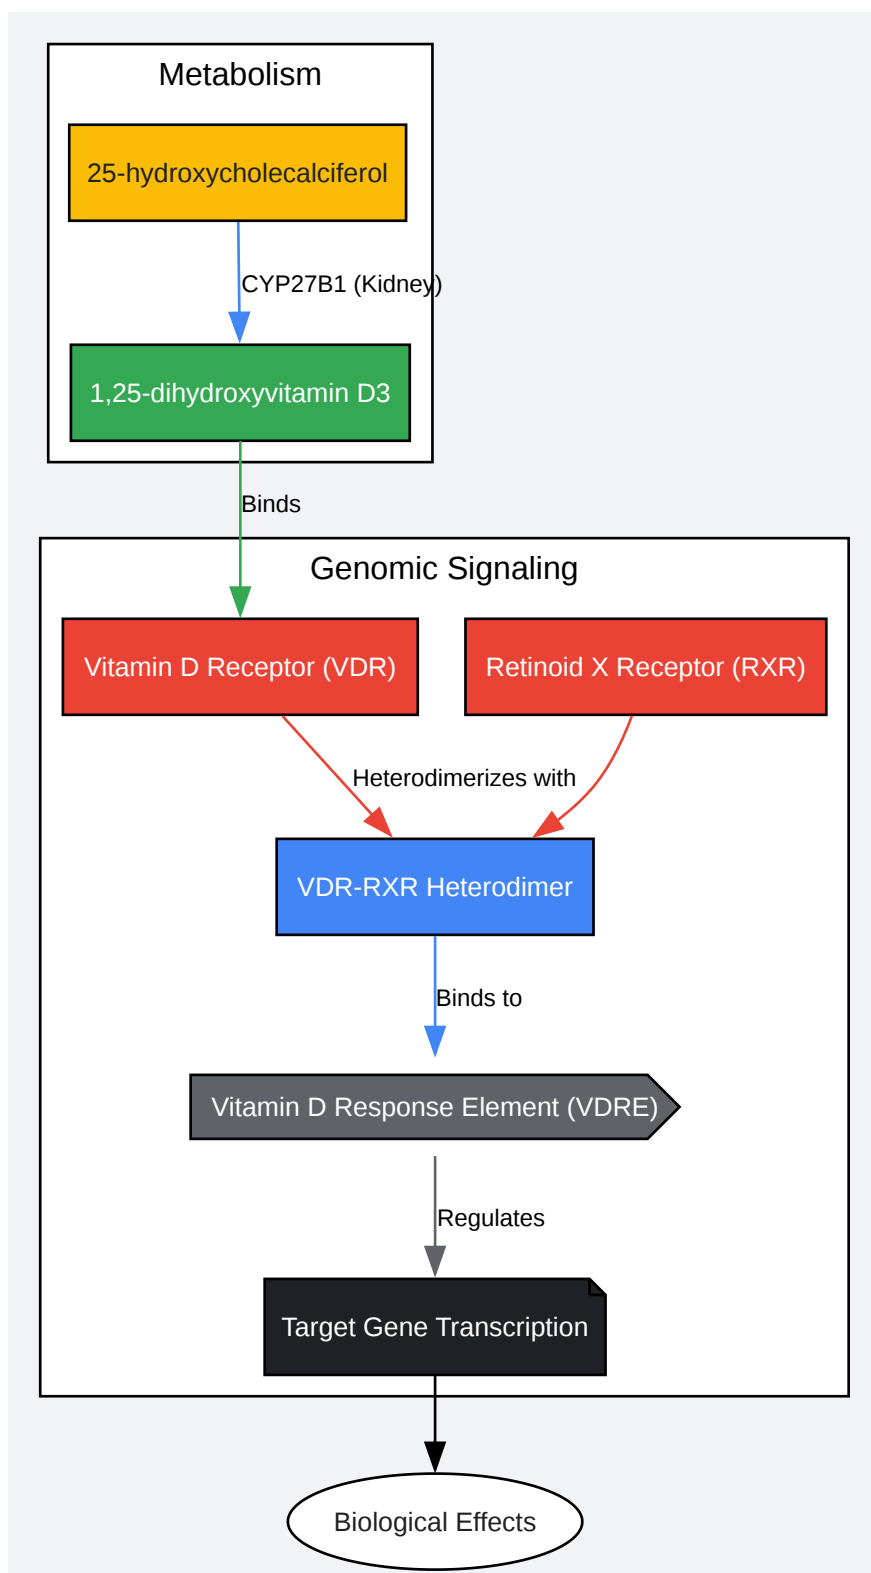 Metabolism
25-hydroxycholecalciferol
CYP27B1 (Kidney)
1,25-dihydroxyvitamin D3
Binds
Genomic Signaling
Vitamin D Receptor (VDR)
Retinoid X Receptor (RXR)
Heterodimerizes with
VDR-RXR Heterodimer
Binds to
Vitamin D Response Element (VDRE)
Regulates
Target Gene Transcription
Biological Effects